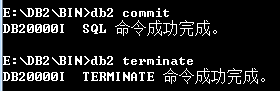 E:\DB2\BIN>db2 commit
DB20000I  SQL 命令成功完成。
E:\DB2\BIN>db2 terminate
DB20000I  TERMINATE 命令成功完成。